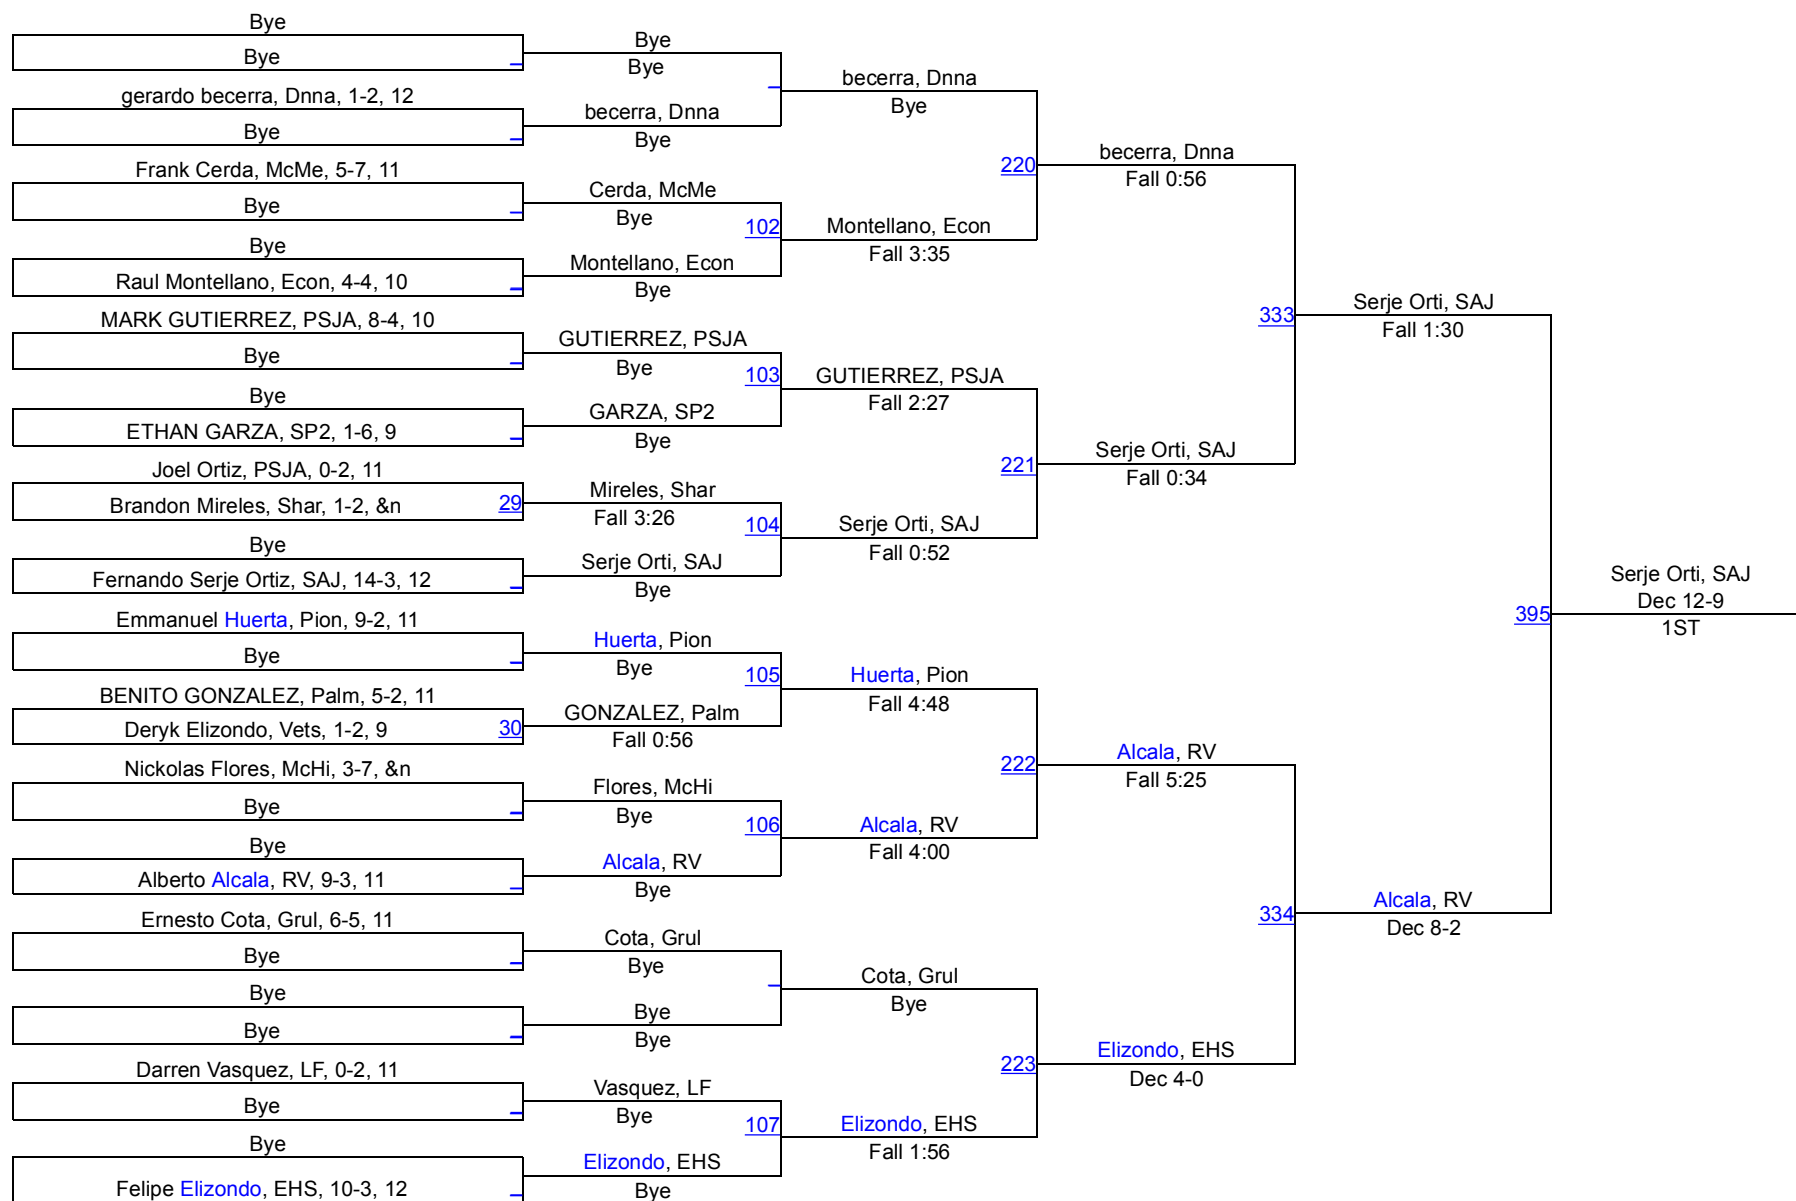 Bye
Bye
gerardo becerra, Dnna, 1-2, 12
Bye
Frank Cerda, McMe, 5-7, 11
Bye
Bye
Raul Montellano, Econ, 4-4, 10
MARK GUTIERREZ, PSJA, 8-4, 10
Bye
Bye
ETHAN GARZA, SP2, 1-6, 9
Joel Ortiz, PSJA, 0-2, 11
Brandon Mireles, Shar, 1-2, &n
29
Bye
Fernando Serje Ortiz, SAJ, 14-3, 12
Emmanuel Huerta, Pion, 9-2, 11
Bye
BENITO GONZALEZ, Palm, 5-2, 11
Deryk Elizondo, Vets, 1-2, 9
30
Nickolas Flores, McHi, 3-7, &n
Bye
Bye
Alberto Alcala, RV, 9-3, 11
Ernesto Cota, Grul, 6-5, 11
Bye
Bye
Bye
Darren Vasquez, LF, 0-2, 11
Bye
Bye
Felipe Elizondo, EHS, 10-3, 12
Bye
Bye
becerra, Dnna
Bye
Cerda, McMe
Bye
102
Montellano, Econ
Bye
GUTIERREZ, PSJA
Bye
103
GARZA, SP2
Bye
Mireles, Shar
Fall 3:26
104
Serje Orti, SAJ
Bye
Huerta, Pion
Bye
105
GONZALEZ, Palm
Fall 0:56
Flores, McHi
Bye
106
Alcala, RV
Bye
Cota, Grul
Bye
Bye
Bye
Vasquez, LF
Bye
107
Elizondo, EHS
Bye
becerra, Dnna
Bye
220
Montellano, Econ
Fall 3:35
GUTIERREZ, PSJA
Fall 2:27
221
Serje Orti, SAJ
Fall 0:52
Huerta, Pion
Fall 4:48
222
Alcala, RV
Fall 4:00
Cota, Grul
Bye
223
Elizondo, EHS
Fall 1:56
becerra, Dnna
Fall 0:56
333
Serje Orti, SAJ
Fall 0:34
Alcala, RV
Fall 5:25
334
Elizondo, EHS
Dec 4-0
Serje Orti, SAJ
Fall 1:30
395
Alcala, RV
Dec 8-2
Serje Orti, SAJ
Dec 12-9
1ST